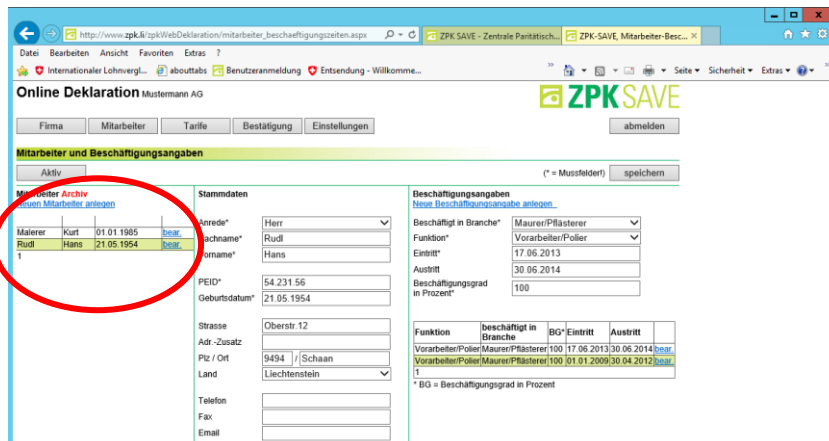 http://www.zpk.li/zpkWebDeklaration/mitarbeiter_beschaeftigungszeiten.aspx
ZPK SAVE - Zentrale Paritätisch...
ZPK-SAVE, Mitarbeiter-Besc... ×
Datei Bearbeiten Ansicht Favoriten Extras ?
Internationaler Lohnvergl... abouttabs Benutzeranmeldung Entsendung - Willkomme...
Seite Sicherheit Extras
Online Deklaration Mustermann AG
ZPK SAVE
Firma Mitarbeiter Tarife Bestätigung Einstellungen abmelden
Mitarbeiter und Beschäftigungsangaben
Aktiv (* = Mussfelder!) speichern
Mitarbeiter Archiv
Neuen Mitarbeiter anlegen
Malerer Kurt 01.01.1985 bear.
Rudl Hans 21.05.1954 bear.
1
Stammdaten
Anrede* Herr
Nachname* Rudl
Vorname* Hans
PEID* 54.231.56
Geburtsdatum* 21.05.1954
Strasse Oberstr.12
Adr.-Zusatz
Plz / Ort 9494 / Schaan
Land Liechtenstein
Telefon
Fax
Email
Beschäftigungsangaben
Neue Beschäftigungsangabe anlegen
Beschäftigt in Branche* Maurer/Pflästerer
Funktion* Vorarbeiter/Polier
Eintritt* 17.06.2013
Austritt 30.06.2014
Beschäftigungsgrad
in Prozent* 100
Funktion beschäftigt in Branche BG* Eintritt Austritt
Vorarbeiter/Polier Maurer/Pflästerer 100 17.06.2013 30.06.2014 bear.
Vorarbeiter/Polier Maurer/Pflästerer 100 01.01.2009 30.04.2012 bear.
1
* BG = Beschäftigungsgrad in Prozent